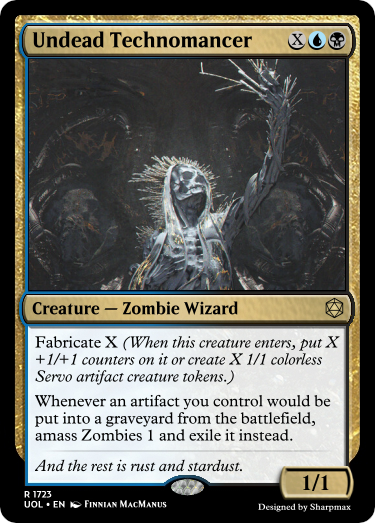 Undead Technomancer X
Creature — Zombie Wizard
Fabricate X (When this creature enters, put X
+1/+1 counters on it or create X 1/1 colorless
Servo artifact creature tokens.)
Whenever an artifact you control would be
put into a graveyard from the battlefield,
amass Zombies 1 and exile it instead.
And the rest is rust and stardust.
1/1
R 1723
UOL • EN Finnian MacManus
Designed by Sharpmax